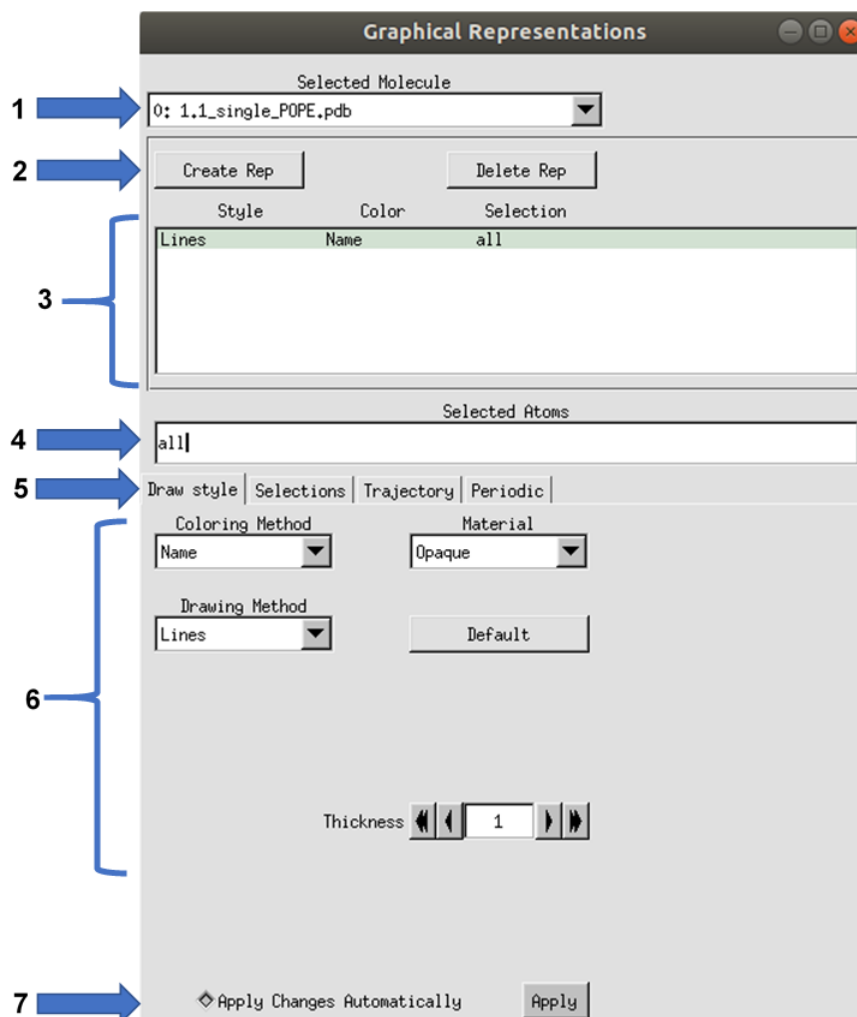 Graphical Representations
Selected Molecule
1
0: 1.1_single_POPE.pdb
2
Create Rep Delete Rep
Style Color Selection
Lines Name all
3
Selected Atoms
4
all
5
Draw style Selections Trajectory Periodic
Coloring Method Material
Name Opaque
Drawing Method
Lines Default
6
Thickness 1
7
Apply Changes Automatically Apply